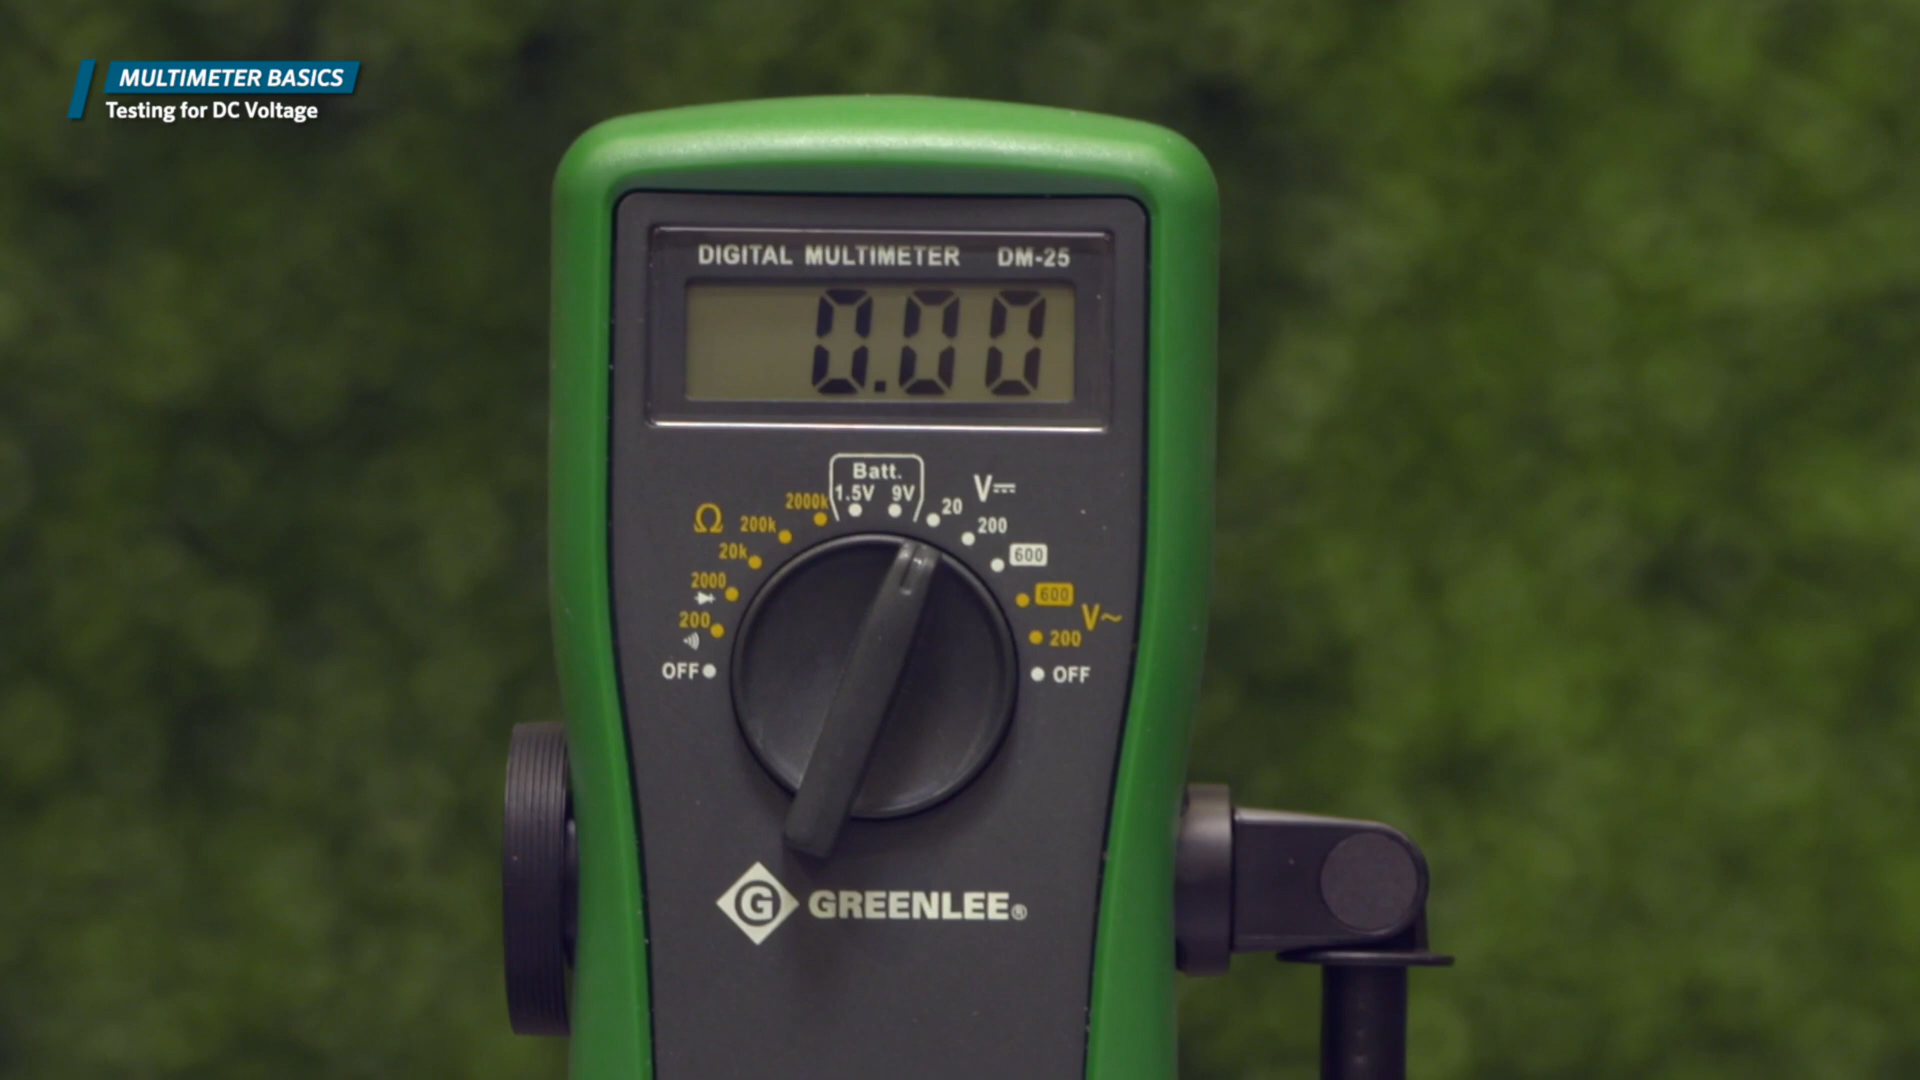 MULTIMETER BASICS
Testing for DC Voltage
DIGITAL MULTIMETER DM-25
0.00
Batt.
1.5V 9V
V⎓
20
200
600
600
V~
200
OFF
Ω
2000k
200k
20k
2000
200
OFF
G GREENLEE®